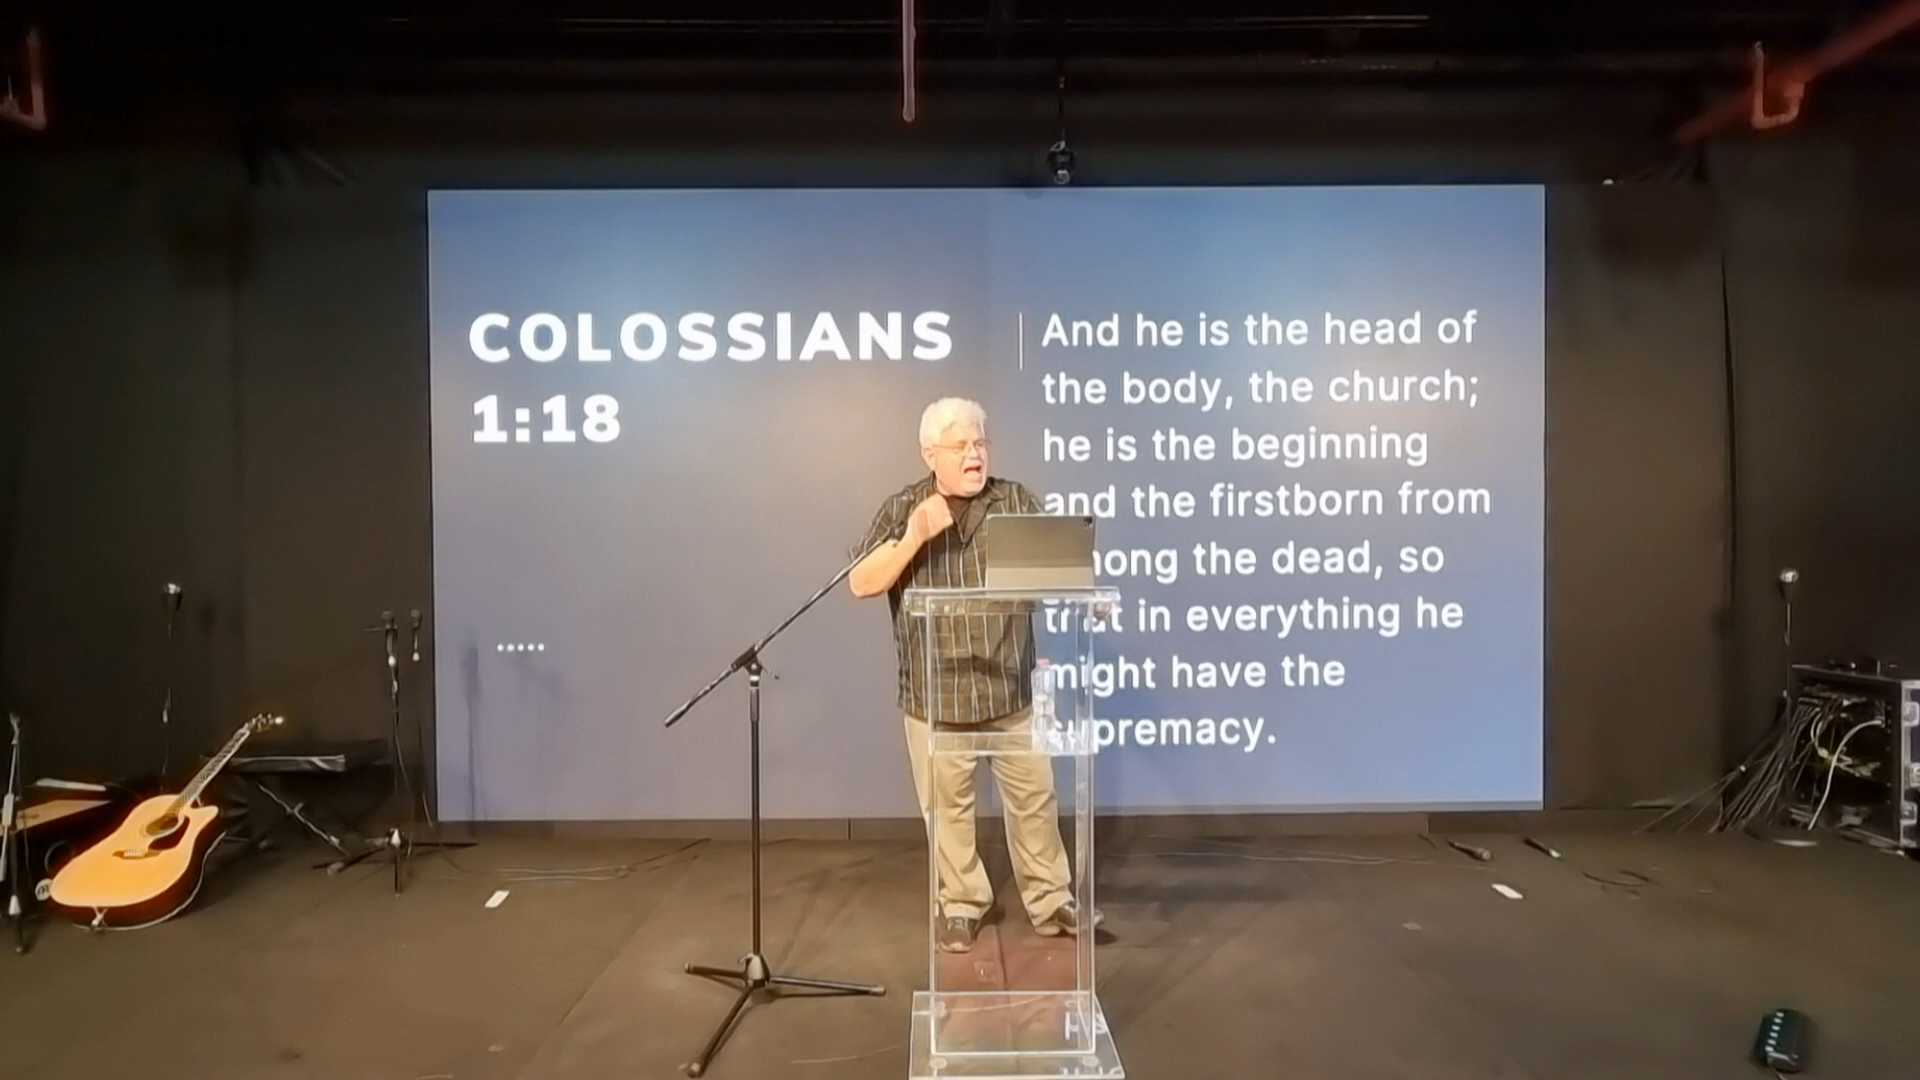 COLOSSIANS
1:18
And he is the head of
the body, the church;
he is the beginning
and the firstborn from
the dead, so
in everything he
might have the
supremacy.